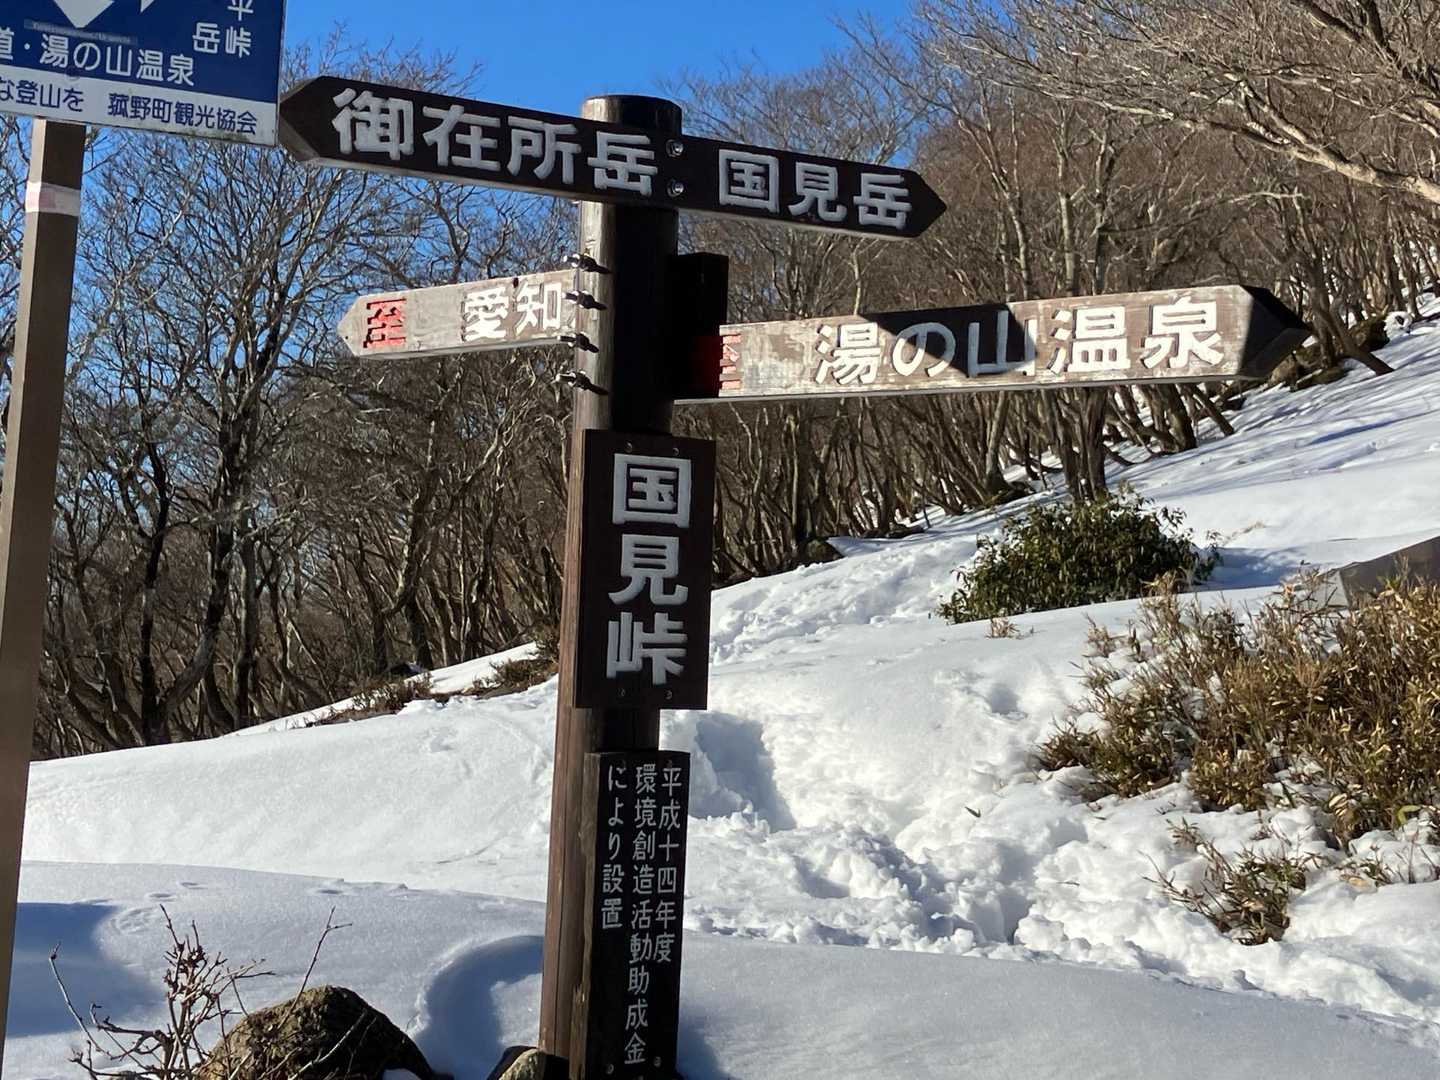 平
岳峠
道・湯の山温泉
な登山を 菰野町観光協会
御在所岳 国見岳
至 愛知
至 湯の山温泉
国見峠
平成十四年度
環境創造活動助成金
により設置